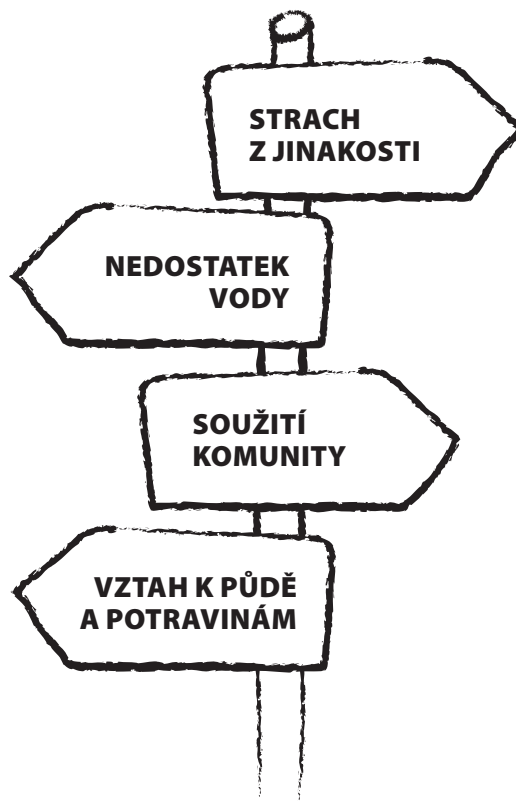 STRACH
Z JINAKOSTI
NEDOSTATEK
VODY
SOUŽITÍ
KOMUNITY
VZTAH K PŮDĚ
A POTRAVINÁM